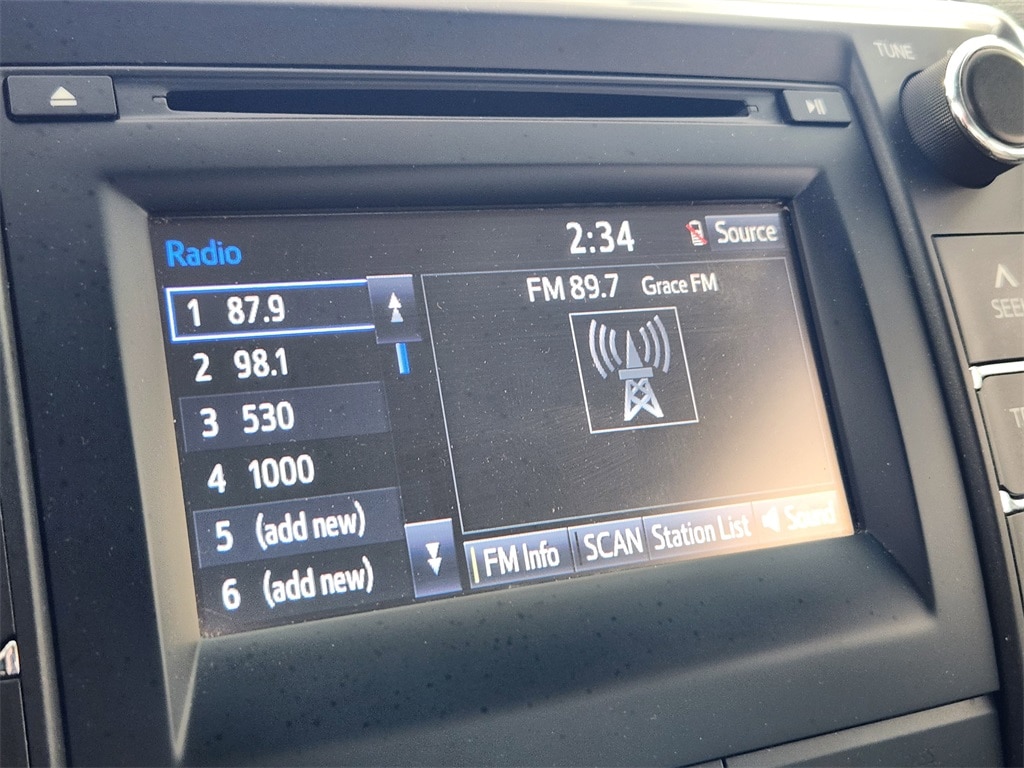 TUNE
Radio
2:34
Source
1 87.9
2 98.1
3 530
4 1000
5 (add new)
6 (add new)
FM 89.7 Grace FM
FM Info
SCAN
Station List
Sound